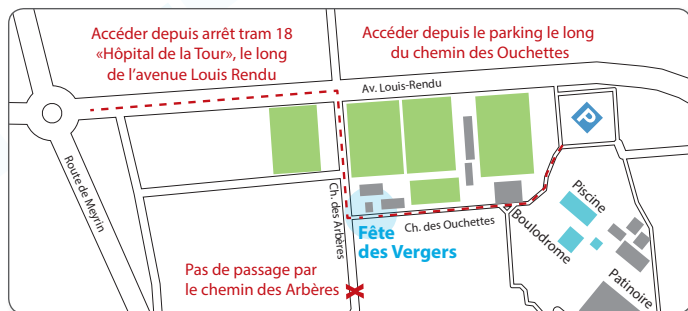 Accéder depuis arrêt tram 18
«Hôpital de la Tour», le long
de l'avenue Louis Rendu
Accéder depuis le parking le long
du chemin des Ouchettes
Av. Louis-Rendu
P
Route de Meyrin
Ch. des Arbères
Ch. des Ouchettes
Piscine
Boulodrome
Patinoire
Fête
des Vergers
Pas de passage par
le chemin des Arbères